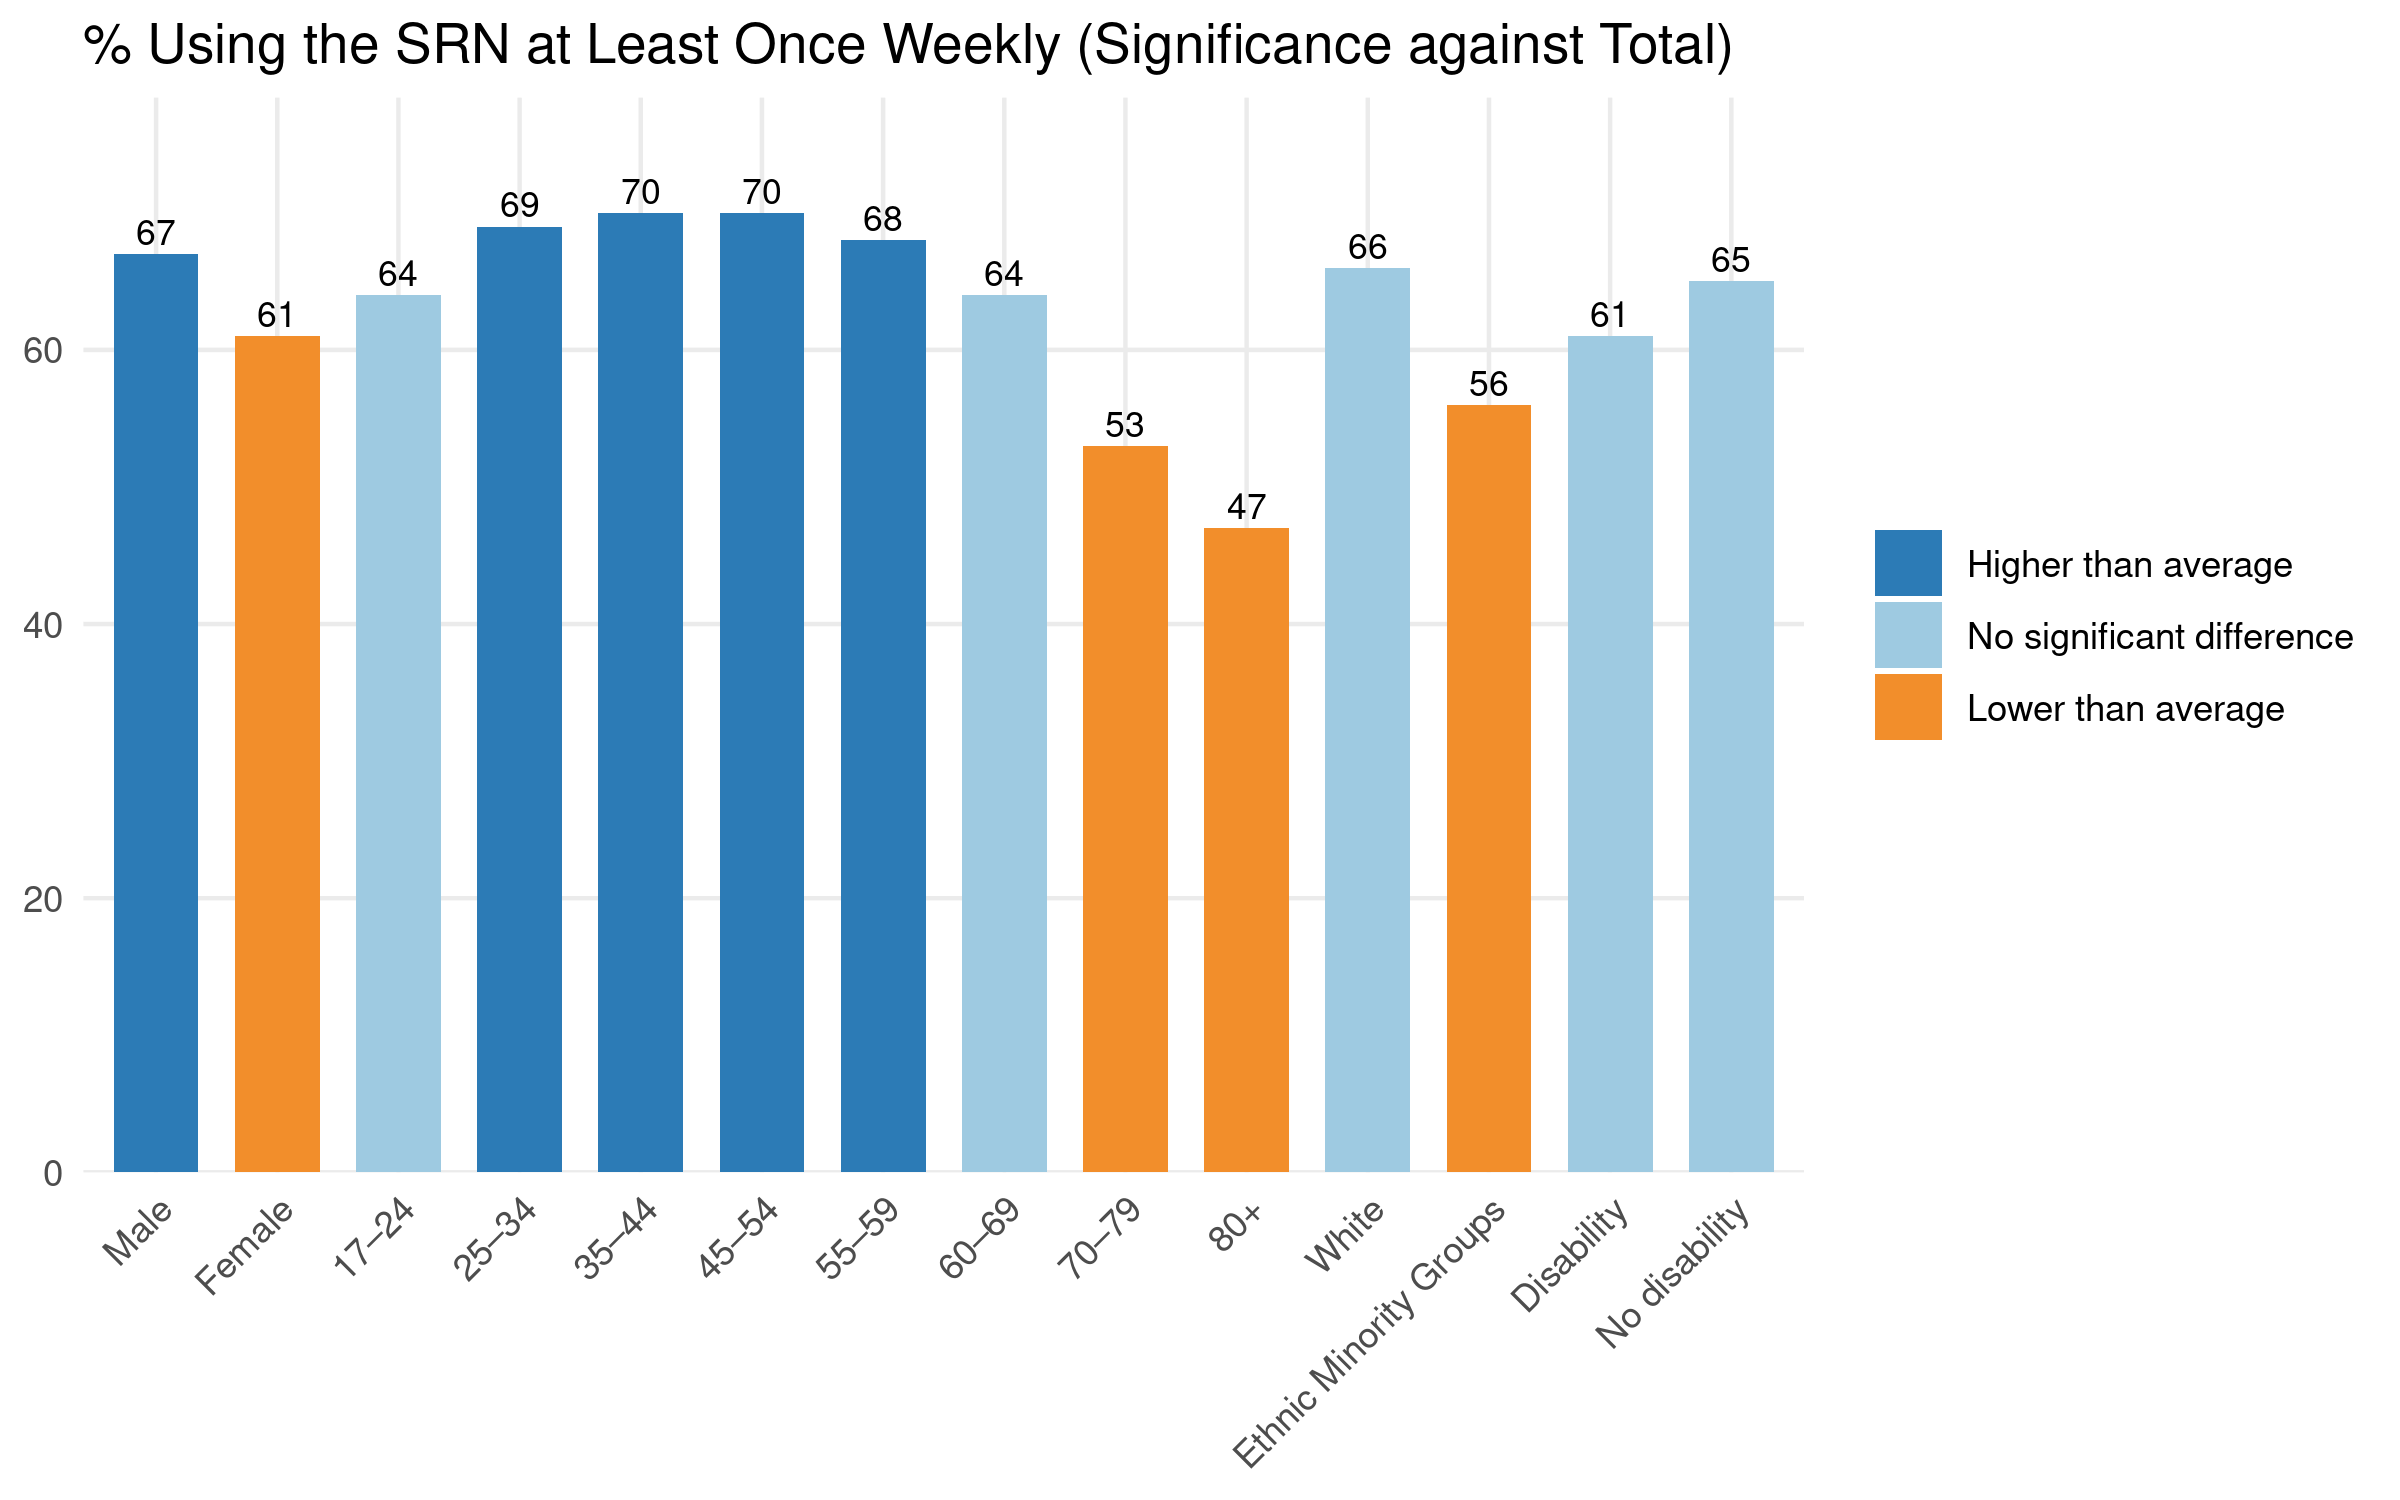 % Using the SRN at Least Once Weekly (Significance against Total)
67
61
64
69
70
70
68
64
53
47
66
56
61
65
60
40
20
0
Male
Female
17–24
25–34
35–44
45–54
55–59
60–69
70–79
80+
White
Ethnic Minority Groups
Disability
No disability
Higher than average
No significant difference
Lower than average